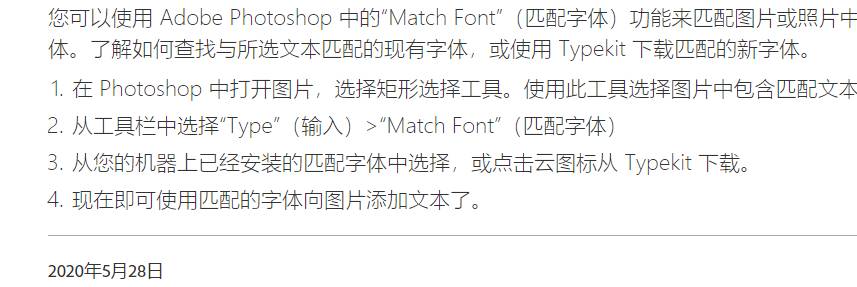 您可以使用 Adobe Photoshop 中的“Match Font”（匹配字体）功能来匹配图片或照片中
体。了解如何查找与所选文本匹配的现有字体，或使用 Typekit 下载匹配的新字体。
1. 在 Photoshop 中打开图片，选择矩形选择工具。使用此工具选择图片中包含匹配文本
2. 从工具栏中选择“Type”（输入）>“Match Font”（匹配字体）
3. 从您的机器上已经安装的匹配字体中选择，或点击云图标从 Typekit 下载。
4. 现在即可使用匹配的字体向图片添加文本了。
2020年5月28日